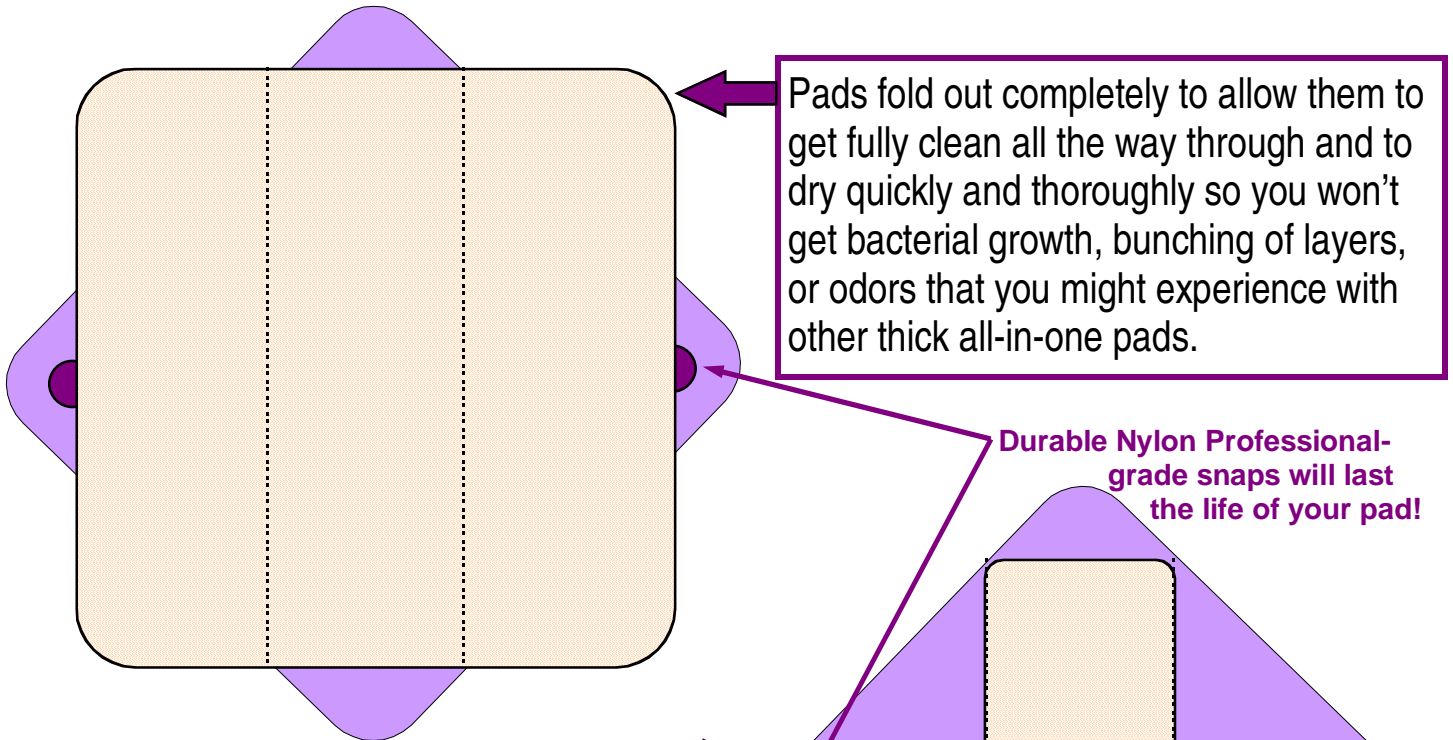 Pads fold out completely to allow them to
get fully clean all the way through and to
dry quickly and thoroughly so you won’t
get bacterial growth, bunching of layers,
or odors that you might experience with
other thick all-in-one pads.
Durable Nylon Professional-
grade snaps will last
the life of your pad!